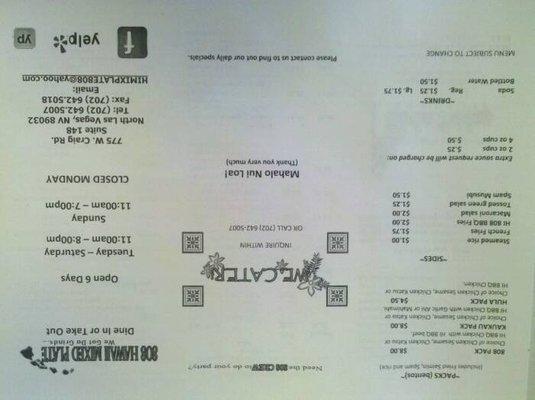 ~PACKS (bentos)~
(Includes Fried Saimin, Spam and rice)
808 PACK $8.00
Choice of Chicken Sesame, Chicken or Katsu
HI BBQ Chicken with HI BBQ beef.
KAUKAU PACK $8.00
Choice of Chicken Sesame, Chicken or Katsu
HI BBQ Chicken with Garlic Ahi or Mahimahi
HULA PACK $4.50
Choice of Chicken Sesame, Chicken or Katsu
HI BBQ Chicken.
~SIDES~
Steamed rice $1.00
French Fries $1.75
HI BBQ Fries $2.00
Macaroni salad $2.00
Tossed green salad $1.25
Spam Musubi $1.50
Extra sauce request will be charged on:
2 oz cups $.25
4 oz cups $.50
~DRINKS~
Soda Reg. $1.25 Lg. $1.75
Bottled Water $1.50
MENU SUBJECT TO CHANGE
Need the 808 CREW to do your party?
WE CATER
INQUIRE WITHIN
OR CALL (702) 642-5007
Mahalo Nui Loa!
(Thank you very much)
Please contact us to find out our daily specials.
808 HAWAII MIXED PLATE
We Got Da Grinds...
Dine in or Take Out
Open 6 Days
Tuesday – Saturday
11:00am – 8:00pm
Sunday
11:00am – 7:00pm
CLOSED MONDAY
775 W. Craig Rd.
Suite 148
North Las Vegas, NV 89032
Tel: (702) 642.5007
Fax: (702) 642.5018
Email:
HIMIXPLATE808@yahoo.com
f yelp yp